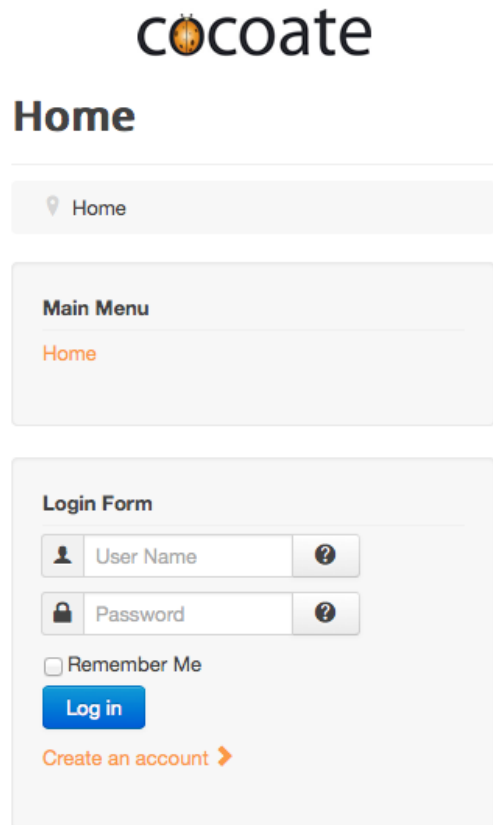 cocoate
Home
Home
Main Menu
Home
Login Form
User Name
Password
Remember Me
Log in
Create an account